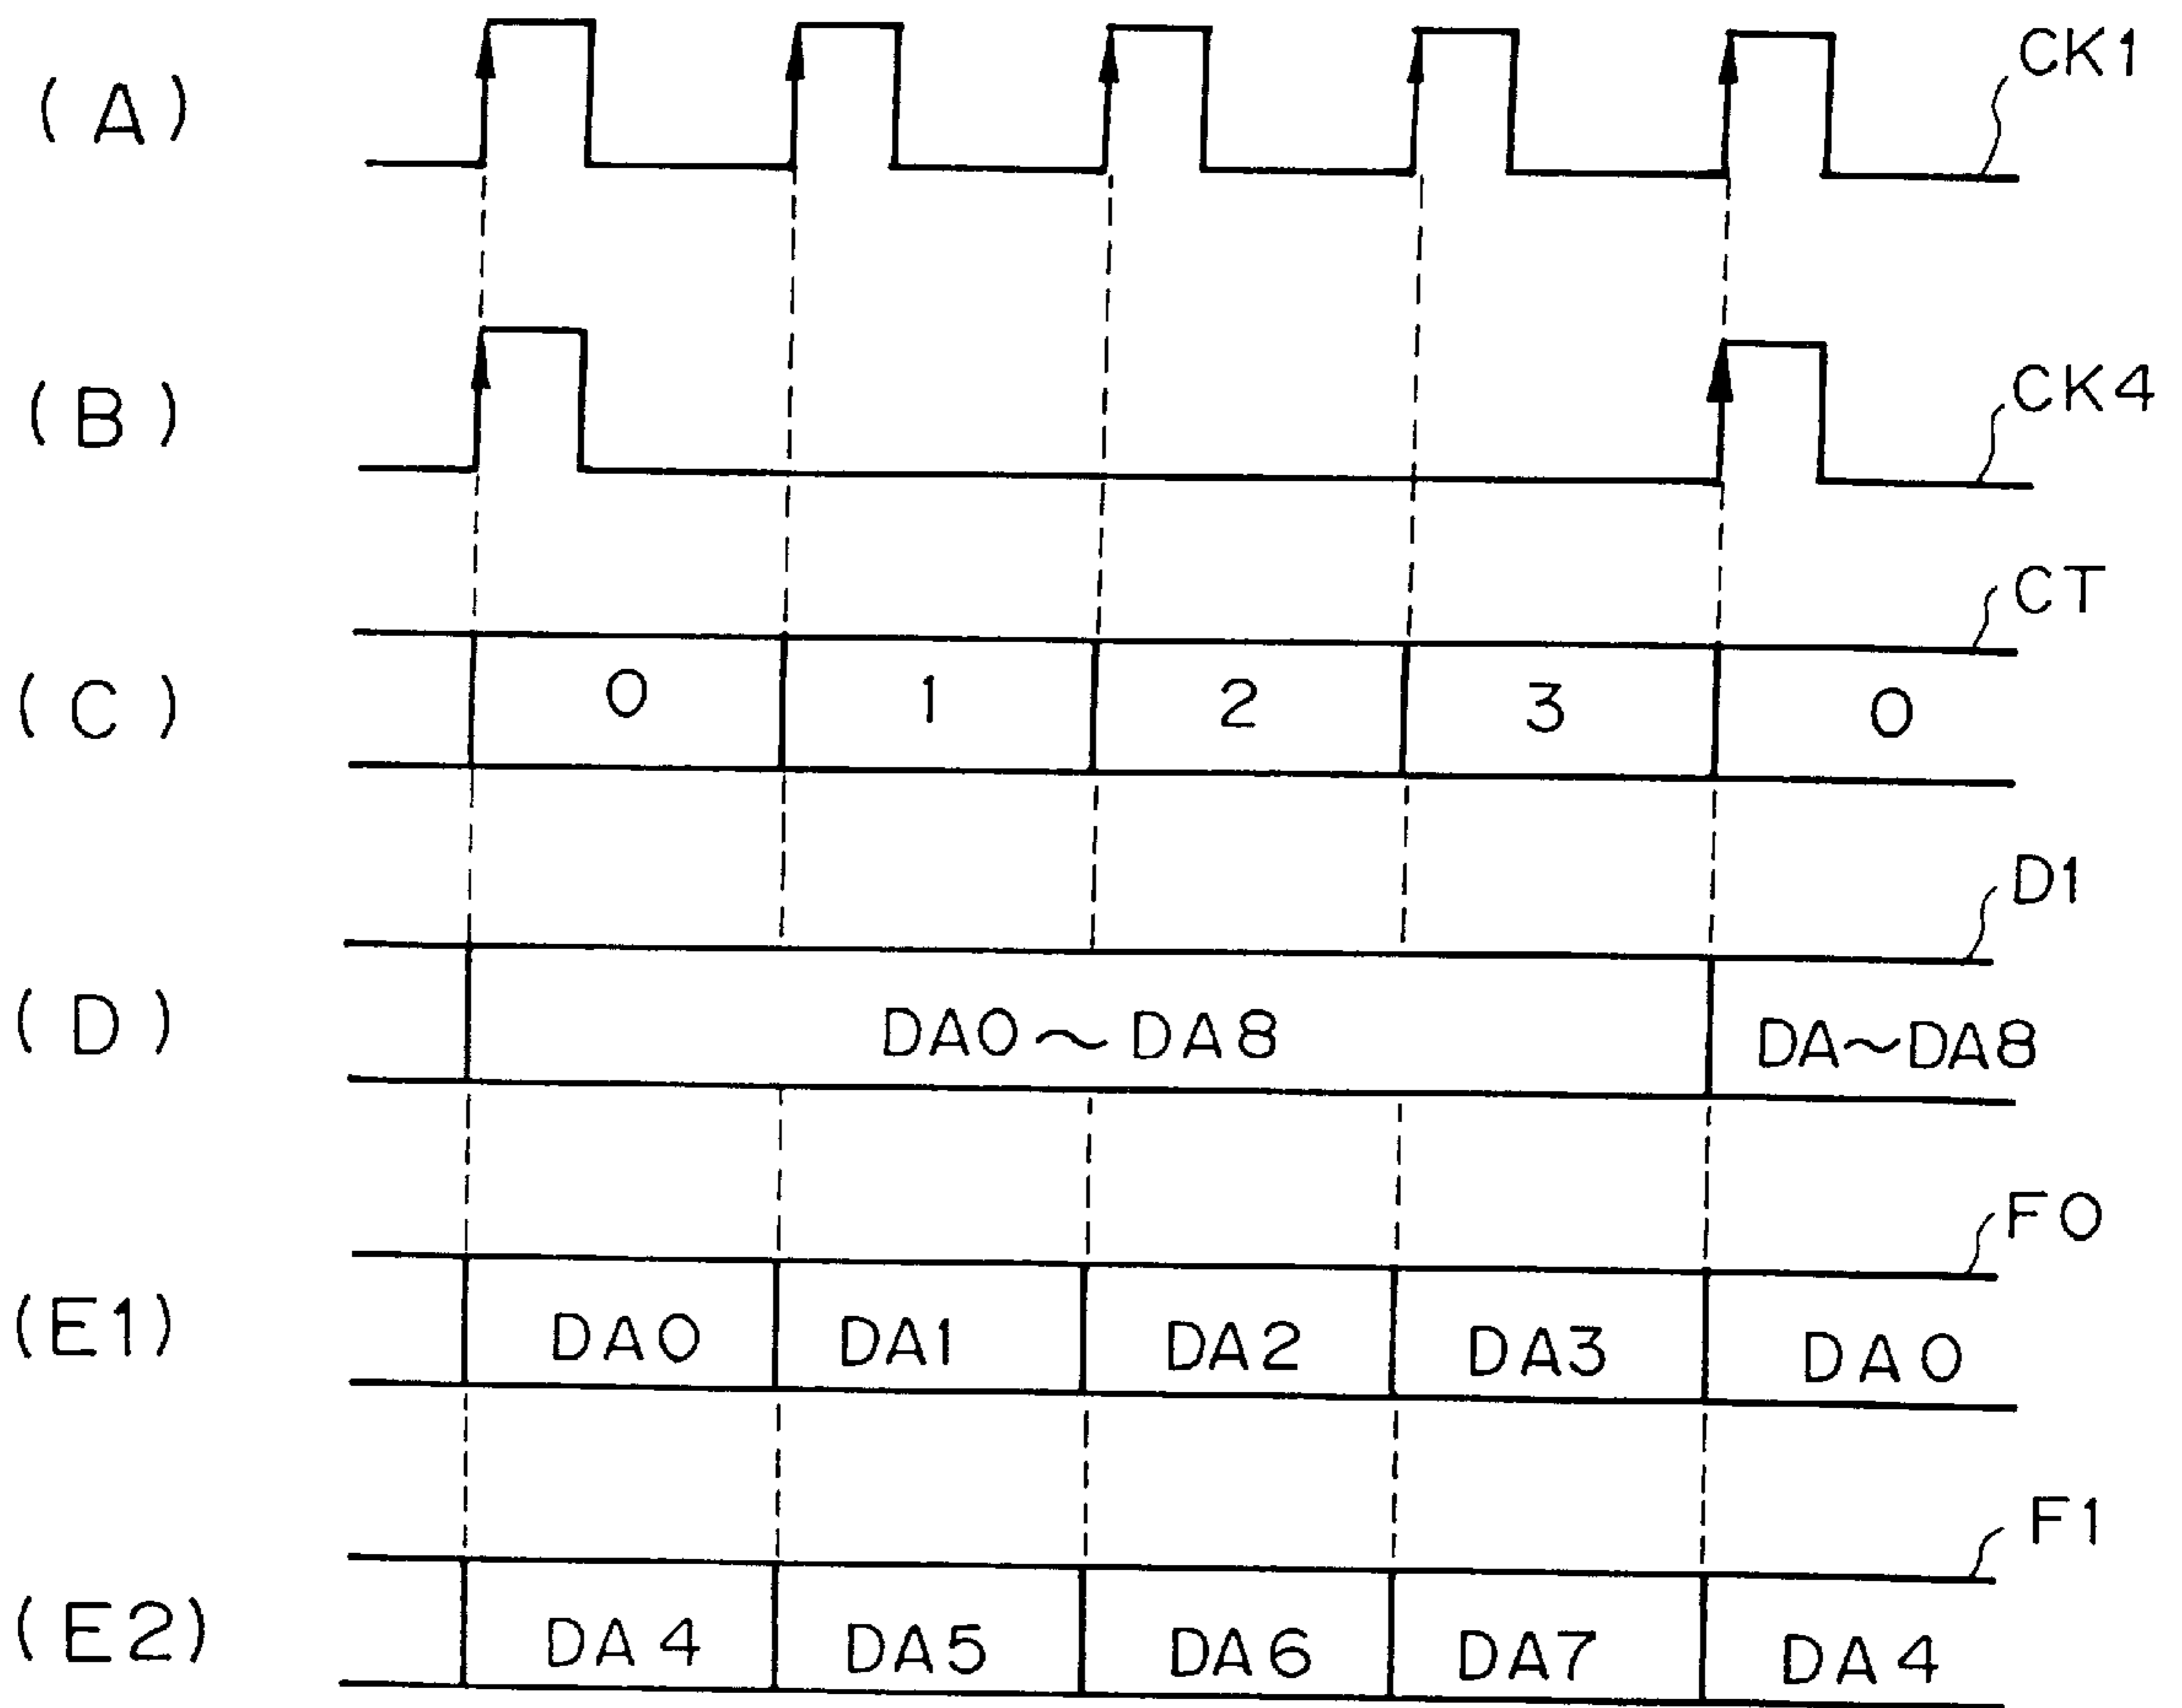 (A) CK1
(B) CK4
CT
(C) 0 1 2 3 0
D1
(D) DA0~DA8 DA~DA8
F0
(E1) DA0 DA1 DA2 DA3 DA0
F1
(E2) DA4 DA5 DA6 DA7 DA4